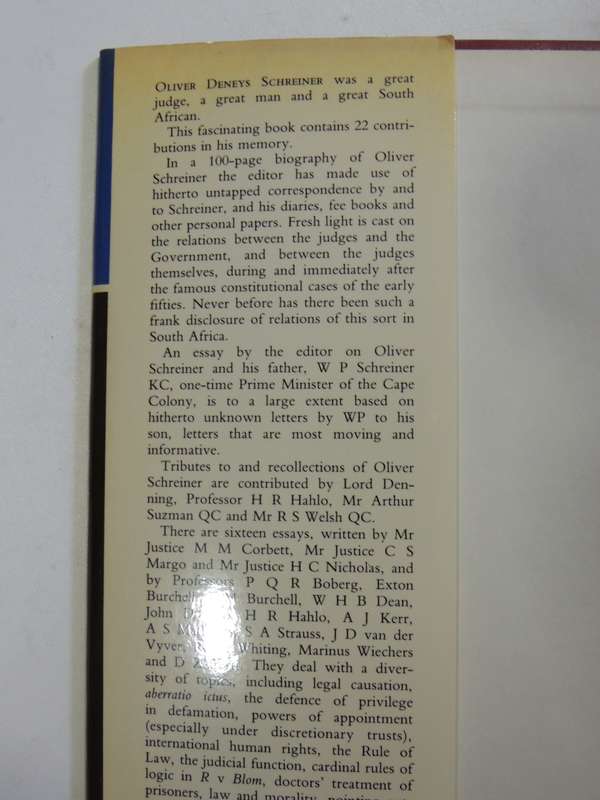 OLIVER DENEYS SCHREINER was a great
judge, a great man and a great South
African.
This fascinating book contains 22 contri-
butions in his memory.
In a 100-page biography of Oliver
Schreiner the editor has made use of
hitherto untapped correspondence by and
to Schreiner, and his diaries, fee books and
other personal papers. Fresh light is cast on
the relations between the judges and the
Government, and between the judges
themselves, during and immediately after
the famous constitutional cases of the early
fifties. Never before has there been such a
frank disclosure of relations of this sort in
South Africa.
An essay by the editor on Oliver
Schreiner and his father, W P Schreiner
KC, one-time Prime Minister of the Cape
Colony, is to a large extent based on
hitherto unknown letters by WP to his
son, letters that are most moving and
informative.
Tributes to and recollections of Oliver
Schreiner are contributed by Lord Den-
ning, Professor H R Hahlo, Mr Arthur
Suzman QC and Mr R S Welsh QC.
There are sixteen essays, written by Mr
Justice M M Corbett, Mr Justice C S
Margo and Mr Justice H C Nicholas, and
by Professors P Q R Boberg, Exton
Burchell, Burchell, W H B Dean,
John H R Hahlo, A J Kerr,
A S S A Strauss, J D van der
Vyver, Whiting, Marinus Wiechers
and D They deal with a diver-
sity of topics, including legal causation,
aberratio ictus, the defence of privilege
in defamation, powers of appointment
(especially under discretionary trusts),
international human rights, the Rule of
Law, the judicial function, cardinal rules of
logic in R v Blom, doctors' treatment of
prisoners, law and morality,